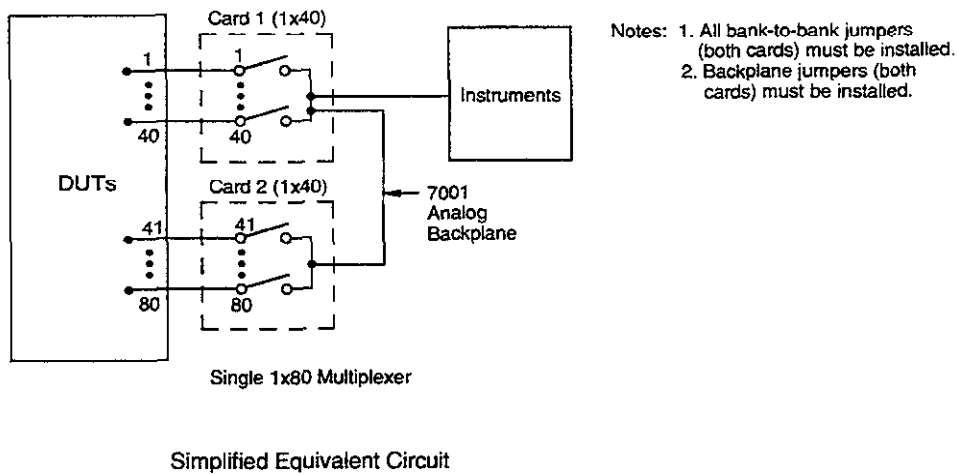 Card 1 (1x40)
Notes: 1. All bank-to-bank jumpers
(both cards) must be installed.
2. Backplane jumpers (both
cards) must be installed.
1
1
Instruments
40
40
DUTs
Card 2 (1x40)
7001
Analog
Backplane
41
41
80
80
Single 1x80 Multiplexer
Simplified Equivalent Circuit